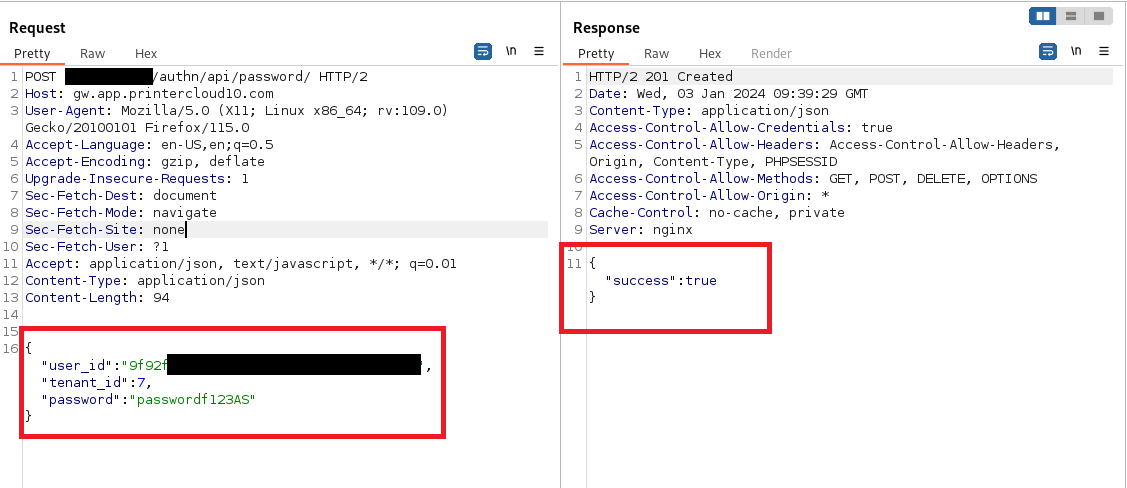 Request
Pretty Raw Hex \n
1 POST /authn/api/password/ HTTP/2
2 Host: gw.app.printercloud10.com
3 User-Agent: Mozilla/5.0 (X11; Linux x86_64; rv:109.0)
Gecko/20100101 Firefox/115.0
4 Accept-Language: en-US,en;q=0.5
5 Accept-Encoding: gzip, deflate
6 Upgrade-Insecure-Requests: 1
7 Sec-Fetch-Dest: document
8 Sec-Fetch-Mode: navigate
9 Sec-Fetch-Site: none
10 Sec-Fetch-User: ?1
11 Accept: application/json, text/javascript, */*; q=0.01
12 Content-Type: application/json
13 Content-Length: 94
14
15
16 {
"user_id":"9f92f",
"tenant_id":7,
"password":"passwordf123AS"
}
Response
Pretty Raw Hex Render \n
1 HTTP/2 201 Created
2 Date: Wed, 03 Jan 2024 09:39:29 GMT
3 Content-Type: application/json
4 Access-Control-Allow-Credentials: true
5 Access-Control-Allow-Headers: Access-Control-Allow-Headers,
Origin, Content-Type, PHPSESSID
6 Access-Control-Allow-Methods: GET, POST, DELETE, OPTIONS
7 Access-Control-Allow-Origin: *
8 Cache-Control: no-cache, private
9 Server: nginx
10
11 {
"success":true
}